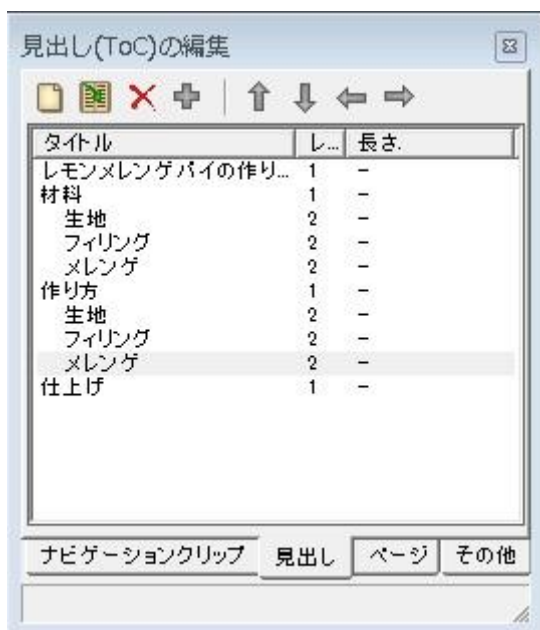 見出し(ToC)の編集
タイトル レ... 長さ.
レモンメレンゲパイの作り... 1 -
材料 1 -
生地 2 -
フィリング 2 -
メレンゲ 2 -
作り方 1 -
生地 2 -
フィリング 2 -
メレンゲ 2 -
仕上げ 1 -
ナビゲーションクリップ 見出し ページ その他